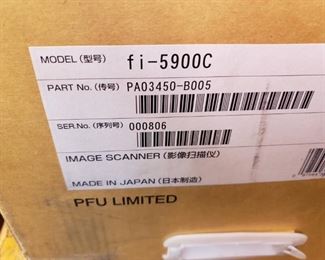 MODEL (型号) fi-5900C
PART No. (传号) PA03450-B005
SER.No. (序列号) 000806
IMAGE SCANNER (影像扫描仪)
MADE IN JAPAN (日本制造)
PFU LIMITED